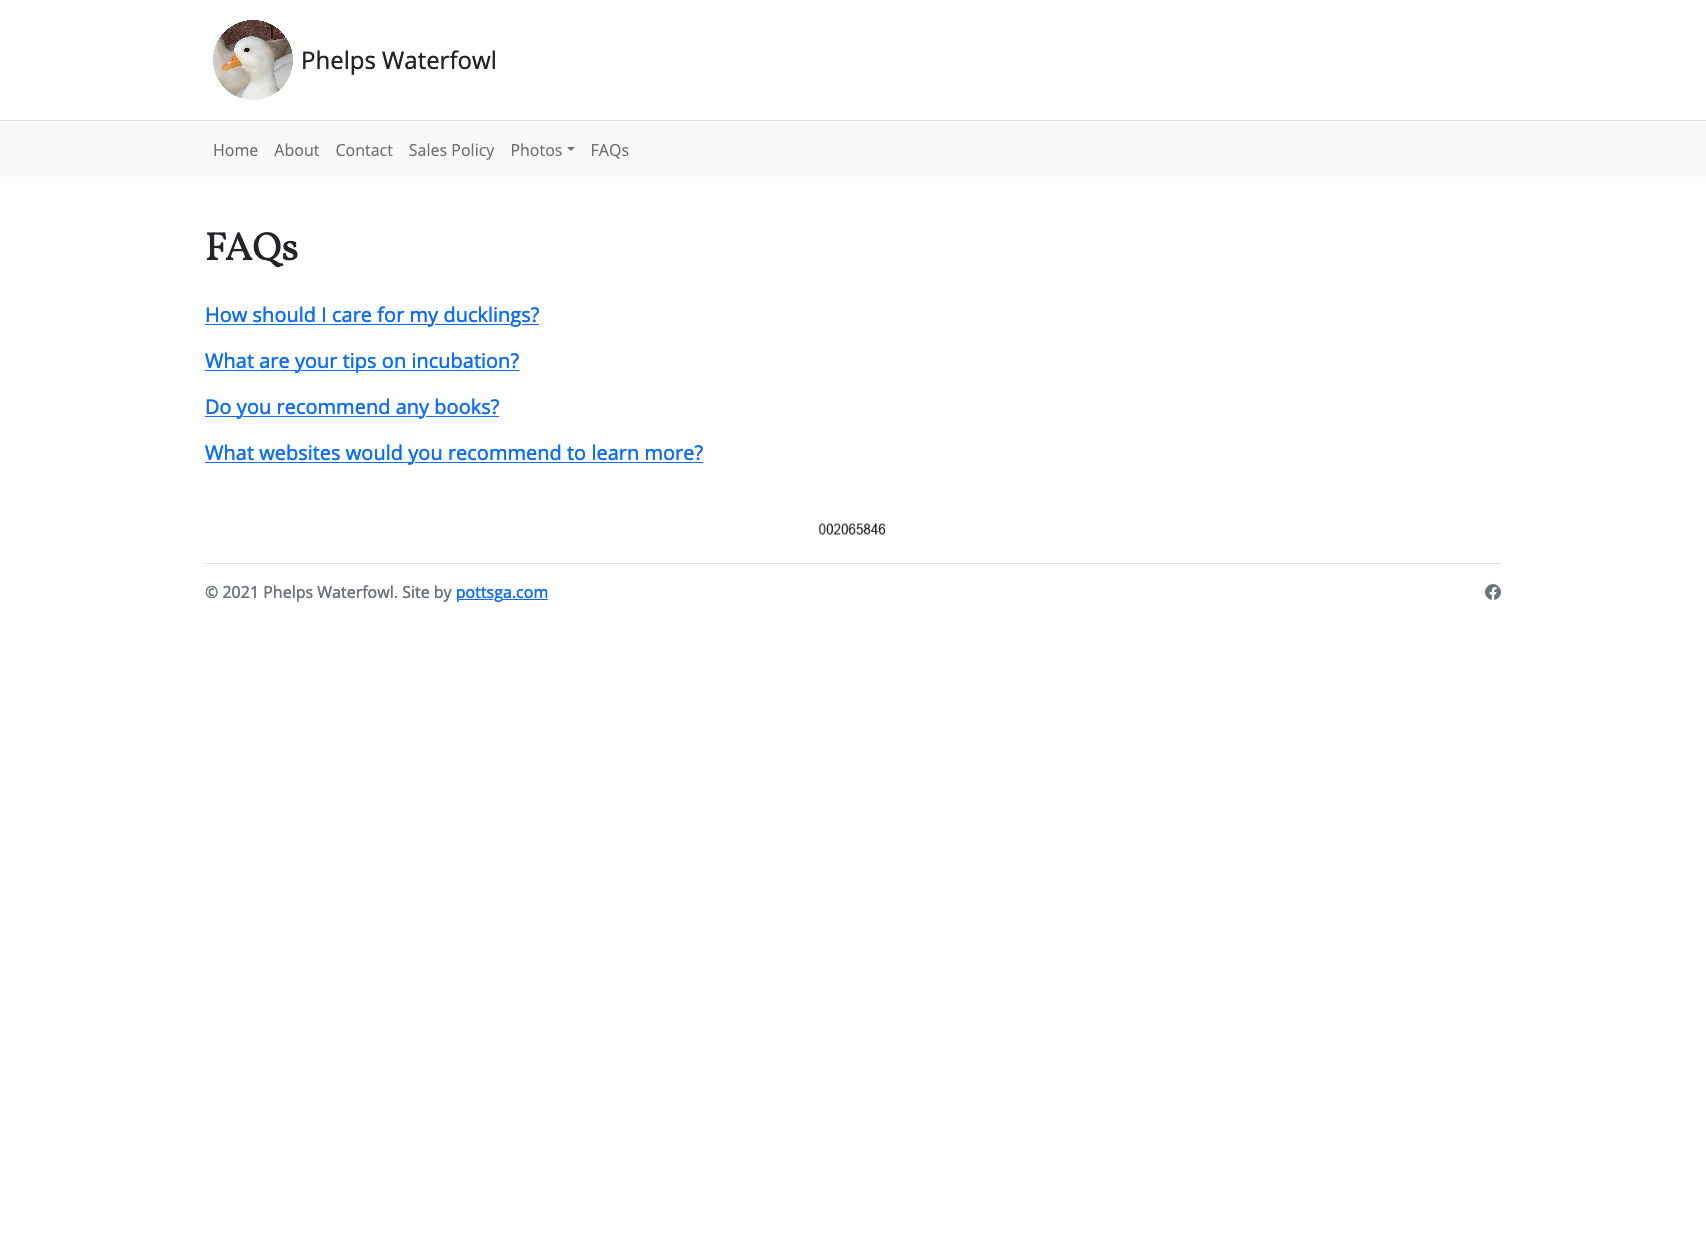 Phelps Waterfowl
Home About Contact Sales Policy Photos FAQs
FAQs
How should I care for my ducklings?
What are your tips on incubation?
Do you recommend any books?
What websites would you recommend to learn more?
002065846
© 2021 Phelps Waterfowl. Site by pottsga.com